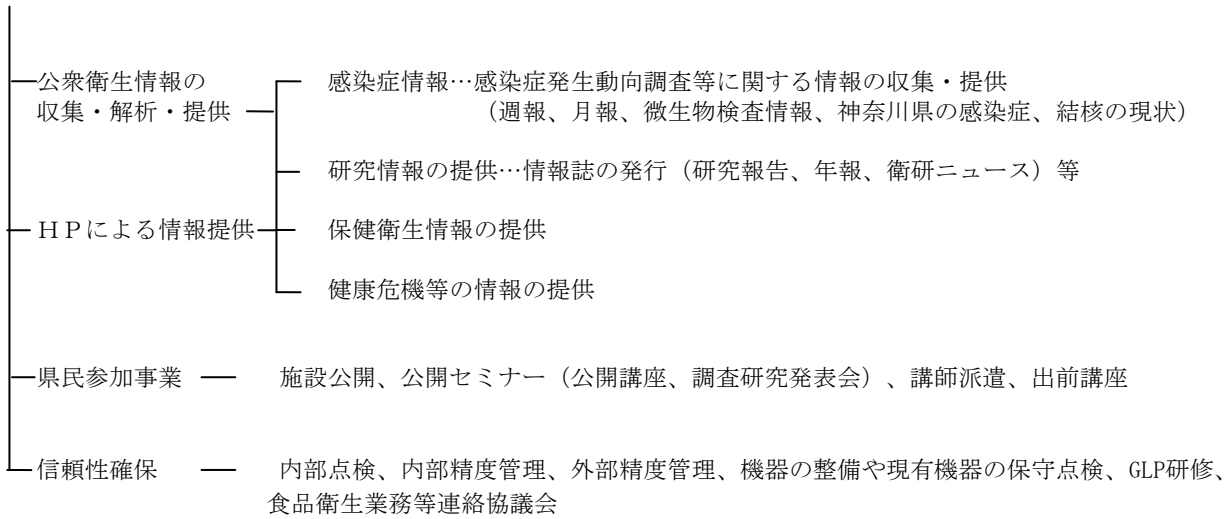 公衆衛生情報の
収集・解析・提供
感染症情報…感染症発生動向調査等に関する情報の収集・提供
（週報、月報、微生物検査情報、神奈川県の感染症、結核の現状）
研究情報の提供…情報誌の発行（研究報告、年報、衛研ニュース）等
ＨＰによる情報提供
保健衛生情報の提供
健康危機等の情報の提供
県民参加事業
施設公開、公開セミナー（公開講座、調査研究発表会）、講師派遣、出前講座
信頼性確保
内部点検、内部精度管理、外部精度管理、機器の整備や現有機器の保守点検、GLP研修、
食品衛生業務等連絡協議会